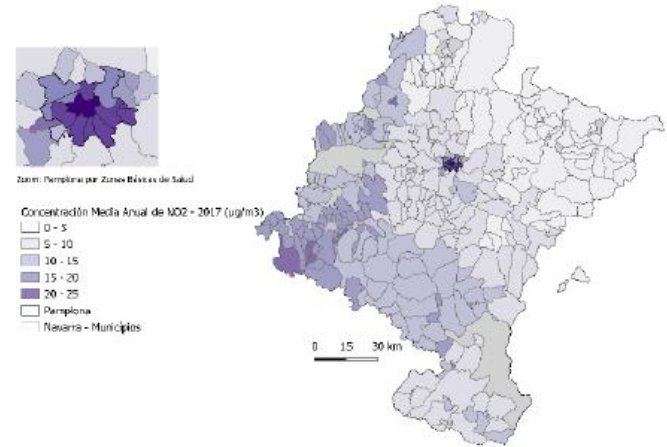 Zoom: Pamplona por Zonas Básicas de Salud
Concentración Media Anual de NO2 - 2017 (ug/m3)
0 - 5
5 - 10
10 - 15
15 - 20
20 - 25
Pamplona
Navarra - Municipios
0 15 30 km